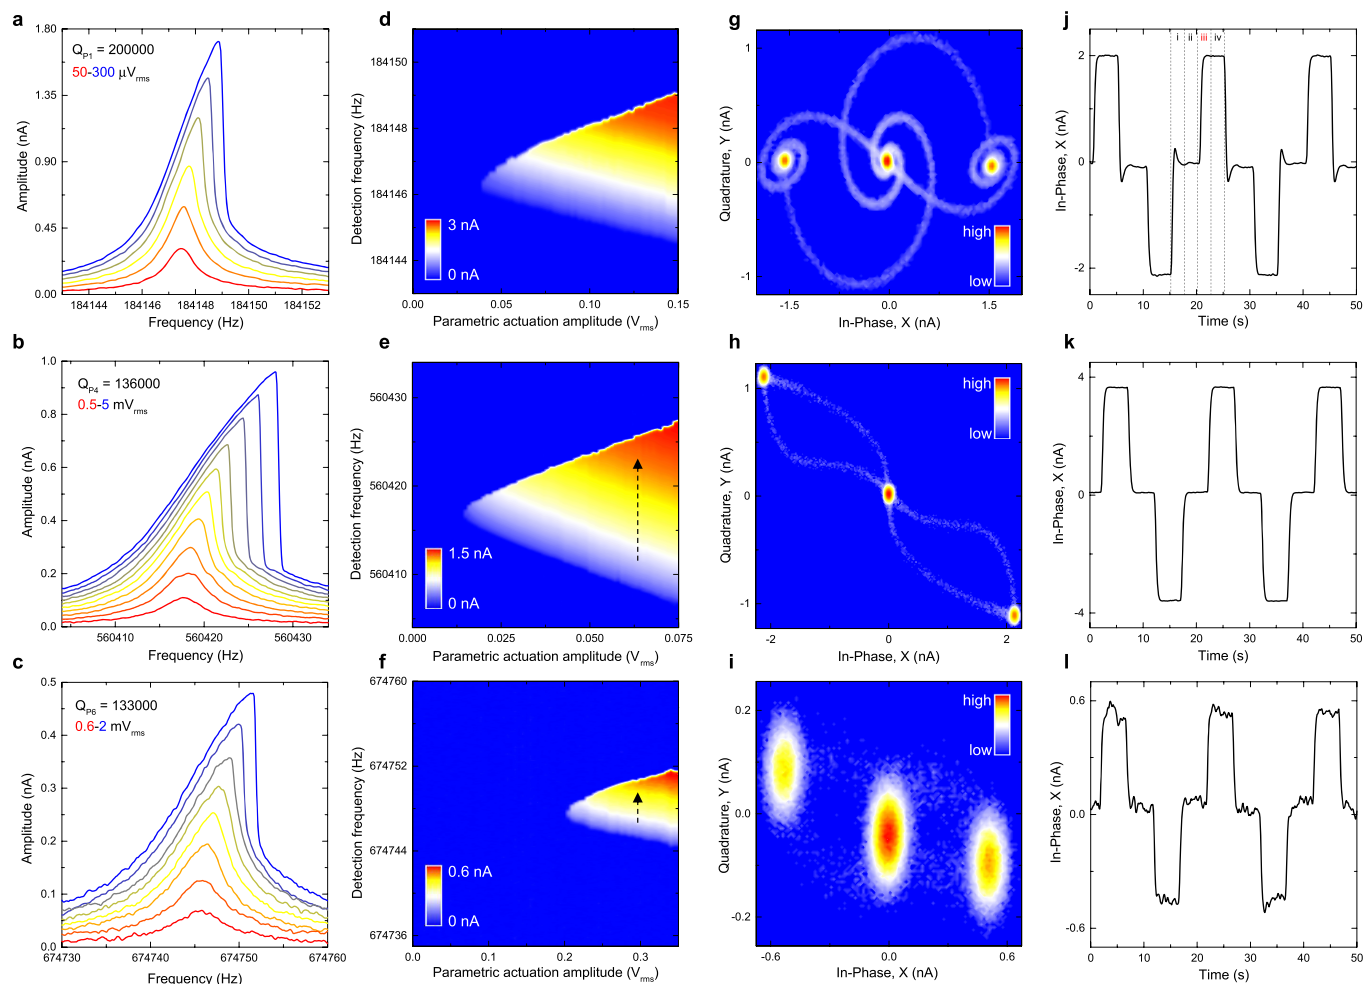 a
Q_P1 = 200000
50-300 μV_rms
Amplitude (nA)
1.80
1.35
0.90
0.45
0.00
184144
184146
184148
184150
184152
Frequency (Hz)
d
Detection frequency (Hz)
184150
184148
184146
184144
3 nA
0 nA
0.00
0.05
0.10
0.15
Parametric actuation amplitude (V_rms)
g
Quadrature, Y (nA)
1
0
-1
high
low
-1.5
0.0
1.5
In-Phase, X (nA)
j
i
ii
iii
iv
In-Phase, X (nA)
2
0
-2
0
10
20
30
40
50
Time (s)
b
Q_P4 = 136000
0.5-5 mV_rms
Amplitude (nA)
1.0
0.8
0.6
0.4
0.2
0.0
560410
560420
560430
Frequency (Hz)
e
Detection frequency (Hz)
560430
560420
560410
1.5 nA
0 nA
0.000
0.025
0.050
0.075
Parametric actuation amplitude (V_rms)
h
Quadrature, Y (nA)
1
0
-1
high
low
-2
0
2
In-Phase, X (nA)
k
In-Phase, X (nA)
4
0
-4
0
10
20
30
40
50
Time (s)
c
Q_P6 = 133000
0.6-2 mV_rms
Amplitude (nA)
0.5
0.4
0.3
0.2
0.1
0.0
674730
674740
674750
674760
Frequency (Hz)
f
Detection frequency (Hz)
674760
674752
674744
674736
0.6 nA
0 nA
0.0
0.1
0.2
0.3
Parametric actuation amplitude (V_rms)
i
Quadrature, Y (nA)
0.2
0.0
-0.2
high
low
-0.6
0.0
0.6
In-Phase, X (nA)
l
In-Phase, X (nA)
0.6
0.0
-0.6
0
10
20
30
40
50
Time (s)